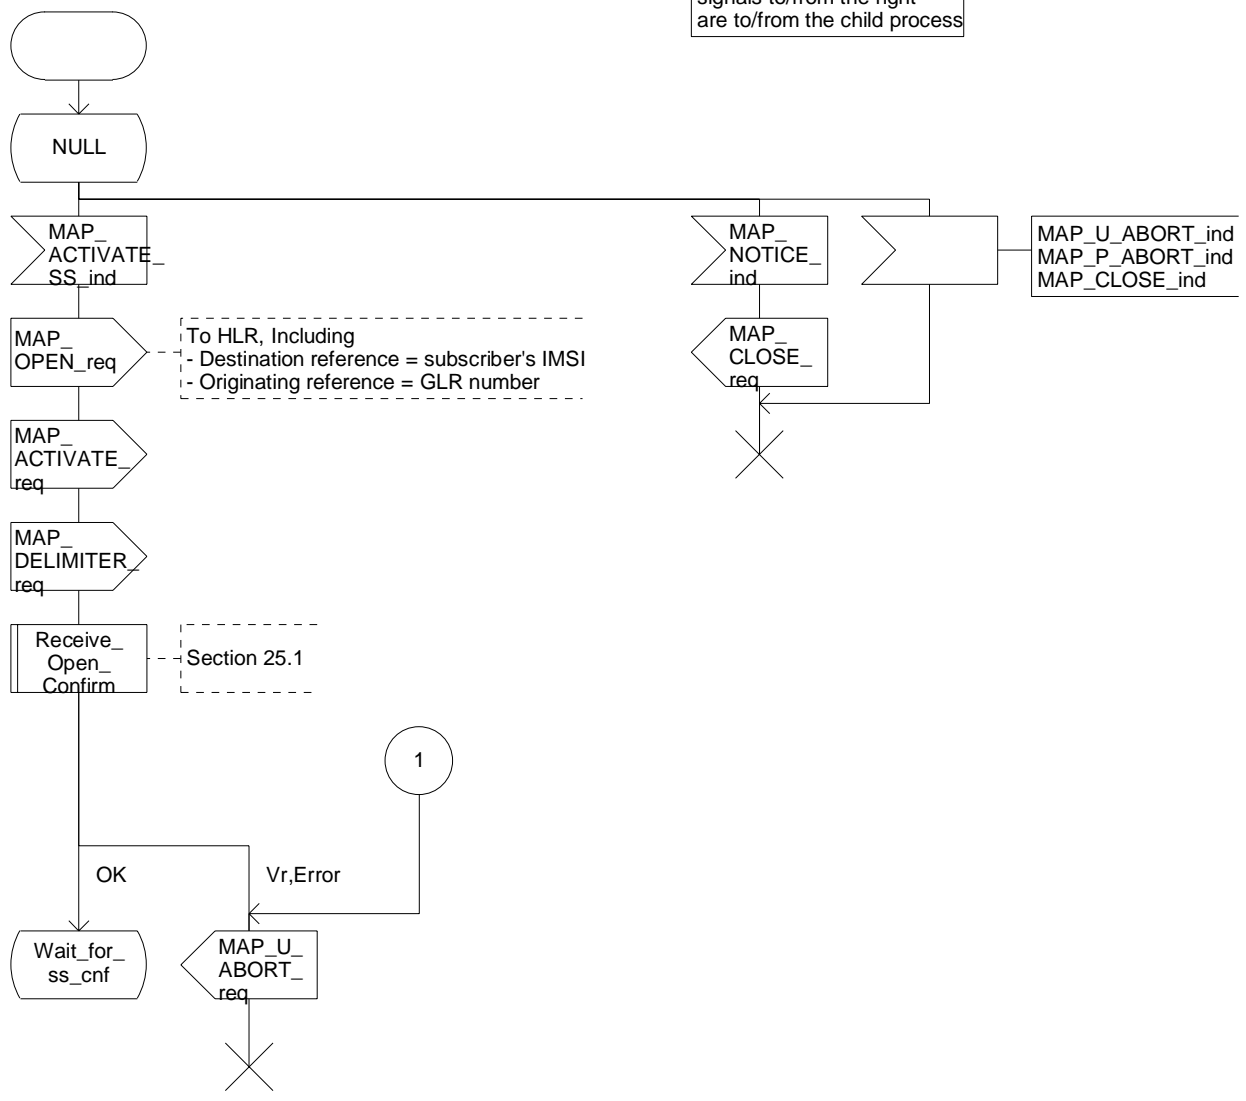 signals to/from the right
are to/from the child process
NULL
MAP_
ACTIVATE_
SS_ind
MAP_
NOTICE_
ind
MAP_U_ABORT_ind
MAP_P_ABORT_ind
MAP_CLOSE_ind
MAP_
OPEN_req
To HLR, Including
- Destination reference = subscriber's IMSI
- Originating reference = GLR number
MAP_
CLOSE_
req
MAP_
ACTIVATE_
req
MAP_
DELIMITER_
req
Receive_
Open_
Confirm
Section 25.1
1
OK
Vr,Error
Wait_for_
ss_cnf
MAP_U_
ABORT_
req